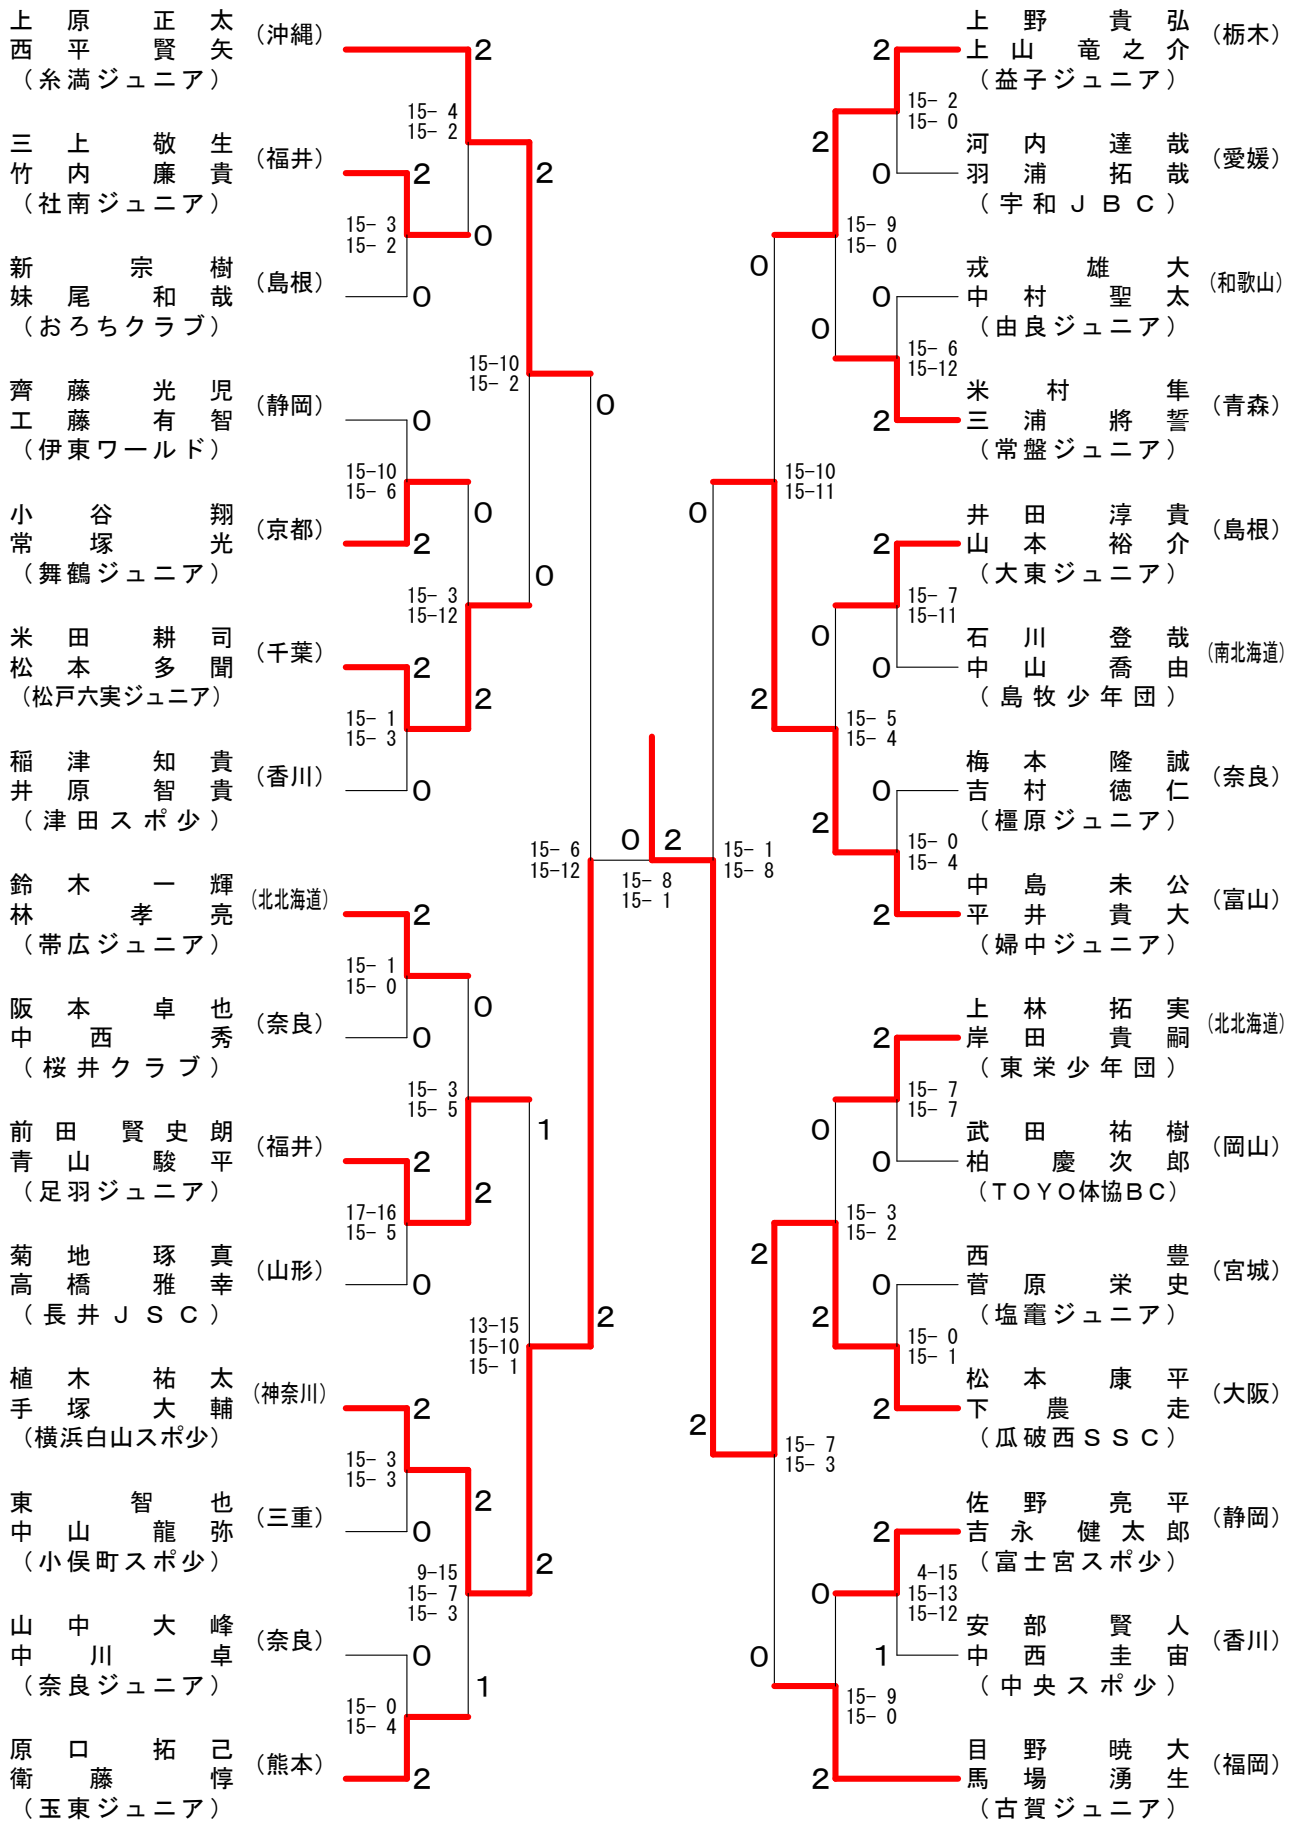 上原正太
西平賢矢
（糸満ジュニア）
（沖縄）
三上敬生
竹内廉貴
（社南ジュニア）
（福井）
新宗樹
妹尾和哉
（おろちクラブ）
（島根）
齊藤光児
工藤有智
（伊東ワールド）
（静岡）
小谷翔
常塚光
（舞鶴ジュニア）
（京都）
米田耕司
松本多聞
（松戸六実ジュニア）
（千葉）
稲津知貴
井原智貴
（津田スポ少）
（香川）
鈴木一輝
林孝亮
（帯広ジュニア）
（北北海道）
阪本卓也
中西秀
（桜井クラブ）
（奈良）
前田賢史朗
青山駿平
（足羽ジュニア）
（福井）
菊地琢真
高橋雅幸
（長井ＪＳＣ）
（山形）
植木祐太
手塚大輔
（横浜白山スポ少）
（神奈川）
東智也
中山龍弥
（小俣町スポ少）
（三重）
山中大峰
中川卓
（奈良ジュニア）
（奈良）
原口拓己
衛藤惇
（玉東ジュニア）
（熊本）
2
15- 4
15- 2
0
2
15- 3
15- 2
0
0
15-10
15- 6
2
2
15- 1
15- 3
0
0
15- 3
15-12
2
2
15-10
15- 2
0
2
15- 1
15- 0
0
2
17-16
15- 5
0
0
15- 3
15- 5
2
2
15- 3
15- 3
0
0
15- 0
15- 4
2
2
9-15
15- 7
15- 3
1
1
13-15
15-10
15- 1
2
0
15- 6
15-12
2
0
2
15- 8
15- 1
0
15- 1
15- 8
2
0
15-10
15-11
2
2
15- 7
15- 3
0
2
15- 9
15- 0
0
0
15- 5
15- 4
2
0
15- 3
15- 2
2
0
15- 9
15- 0
2
2
15- 2
15- 0
0
0
15- 6
15-12
2
2
15- 7
15-11
0
0
15- 0
15- 4
2
2
15- 7
15- 7
0
0
15- 0
15- 1
2
2
4-15
15-13
15-12
1
上野貴弘
上山竜之介
（益子ジュニア）
（栃木）
河内達哉
羽浦拓哉
（宇和ＪＢＣ）
（愛媛）
戎雄大
中村聖太
（由良ジュニア）
（和歌山）
米村隼
三浦將誓
（常盤ジュニア）
（青森）
井田淳貴
山本裕介
（大東ジュニア）
（島根）
石川登哉
中山喬由
（島牧少年団）
（南北海道）
梅本隆誠
吉村徳仁
（橿原ジュニア）
（奈良）
中島未公
平井貴大
（婦中ジュニア）
（富山）
上林拓実
岸田貴嗣
（東栄少年団）
（北北海道）
武田祐樹
柏慶次郎
（ＴＯＹＯ体協ＢＣ）
（岡山）
西豊
菅原栄史
（塩竈ジュニア）
（宮城）
松本康平
下農走
（瓜破西ＳＳＣ）
（大阪）
佐野亮平
吉永健太郎
（富士宮スポ少）
（静岡）
安部賢人
中西圭宙
（中央スポ少）
（香川）
目野暁大
馬場湧生
（古賀ジュニア）
（福岡）